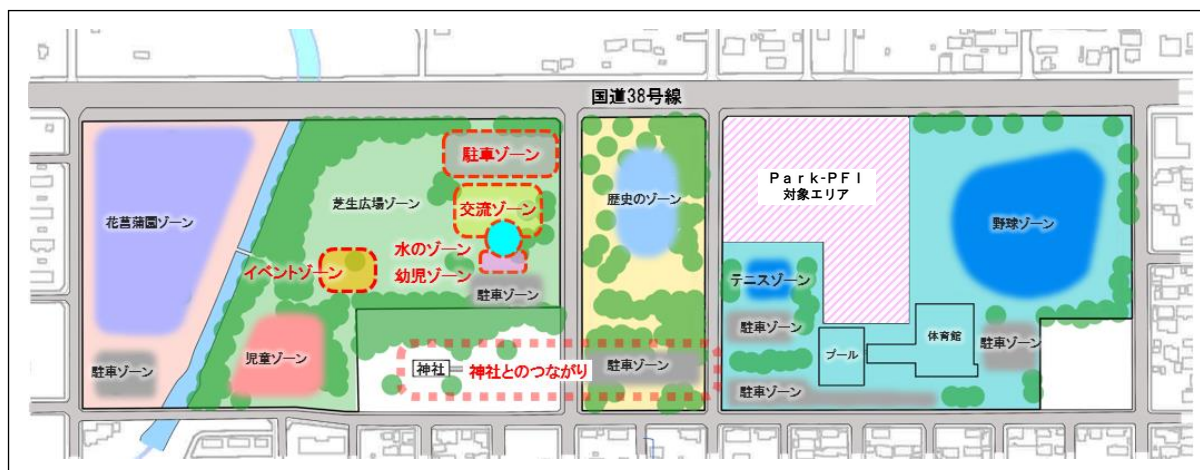 国道38号線
駐車ゾーン
Ｐａｒｋ-ＰＦＩ
対象エリア
花菖蒲園ゾーン
芝生広場ゾーン
交流ゾーン
歴史のゾーン
野球ゾーン
水のゾーン
イベントゾーン
幼児ゾーン
テニスゾーン
駐車ゾーン
駐車ゾーン
体育館
児童ゾーン
プール
駐車ゾーン
駐車ゾーン
神社
神社とのつながり
駐車ゾーン
駐車ゾーン